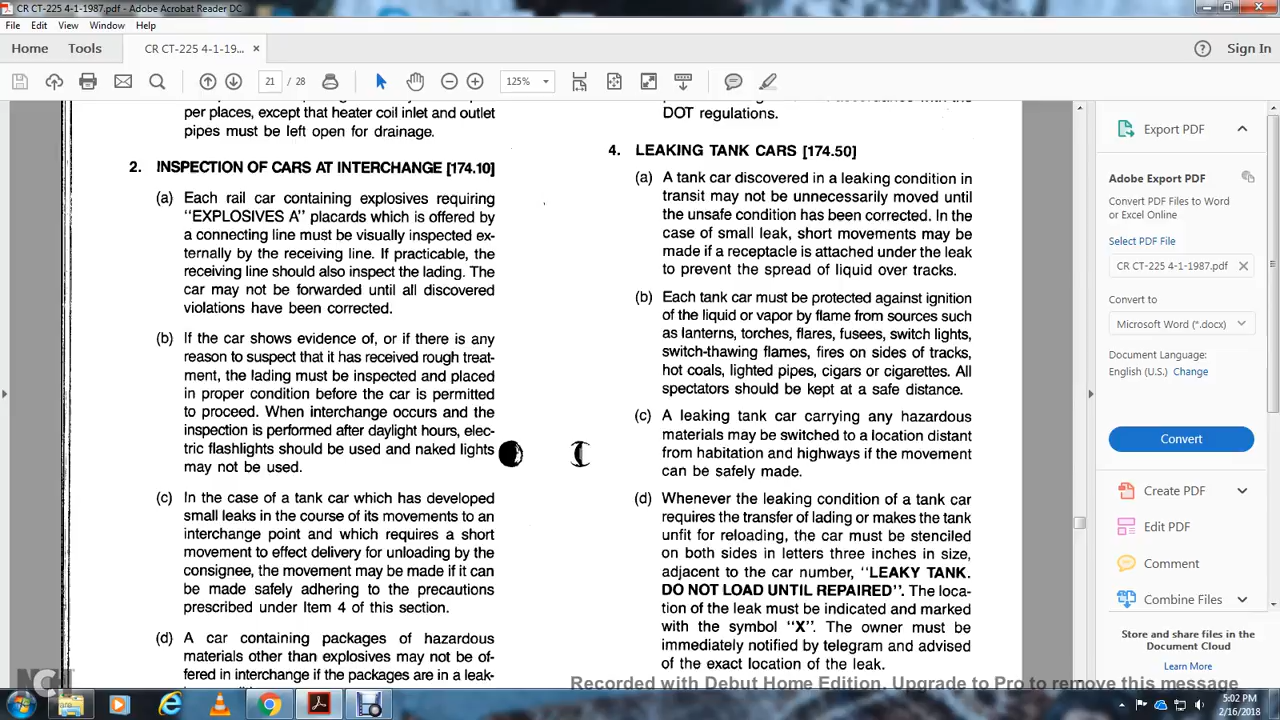 CR CT-225 4-1-1987.pdf - Adobe Acrobat Reader DC
File Edit View Window Help
Home Tools CR CT-225 4-1-19... × Sign In
21 / 28 125%
per places, except that heater coil inlet and outlet
pipes must be left open for drainage.
2. INSPECTION OF CARS AT INTERCHANGE [174.10]
(a) Each rail car containing explosives requiring
"EXPLOSIVES A" placards which is offered by
a connecting line must be visually inspected ex-
ternally by the receiving line. If practicable, the
receiving line should also inspect the lading. The
car may not be forwarded until all discovered
violations have been corrected.
(b) If the car shows evidence of, or if there is any
reason to suspect that it has received rough treat-
ment, the lading must be inspected and placed
in proper condition before the car is permitted
to proceed. When interchange occurs and the
inspection is performed after daylight hours, elec-
tric flashlights should be used and naked lights
may not be used.
(c) In the case of a tank car which has developed
small leaks in the course of its movements to an
interchange point and which requires a short
movement to effect delivery for unloading by the
consignee, the movement may be made if it can
be made safely adhering to the precautions
prescribed under Item 4 of this section.
(d) A car containing packages of hazardous
materials other than explosives may not be of-
fered in interchange if the packages are in a leak-
DOT regulations.
4. LEAKING TANK CARS [174.50]
(a) A tank car discovered in a leaking condition in
transit may not be unnecessarily moved until
the unsafe condition has been corrected. In the
case of small leak, short movements may be
made if a receptacle is attached under the leak
to prevent the spread of liquid over tracks.
(b) Each tank car must be protected against ignition
of the liquid or vapor by flame from sources such
as lanterns, torches, flares, fusees, switch lights,
switch-thawing flames, fires on sides of tracks,
hot coals, lighted pipes, cigars or cigarettes. All
spectators should be kept at a safe distance.
(c) A leaking tank car carrying any hazardous
materials may be switched to a location distant
from habitation and highways if the movement
can be safely made.
(d) Whenever the leaking condition of a tank car
requires the transfer of lading or makes the tank
unfit for reloading, the car must be stenciled
on both sides in letters three inches in size,
adjacent to the car number, "LEAKY TANK.
DO NOT LOAD UNTIL REPAIRED". The loca-
tion of the leak must be indicated and marked
with the symbol "X". The owner must be
immediately notified by telegram and advised
of the exact location of the leak.
Export PDF
Adobe Export PDF
Convert PDF Files to Word
or Excel Online
Select PDF File
CR CT-225 4-1-1987.pdf ×
Convert to
Microsoft Word (*.docx)
Document Language:
English (U.S.) Change
Convert
Create PDF
Edit PDF
Comment
Combine Files
Store and share files in the
Document Cloud
Learn More
NCH
Recorded with Debut Home Edition. Upgrade to Pro to remove this message
5:02 PM
2/16/2018